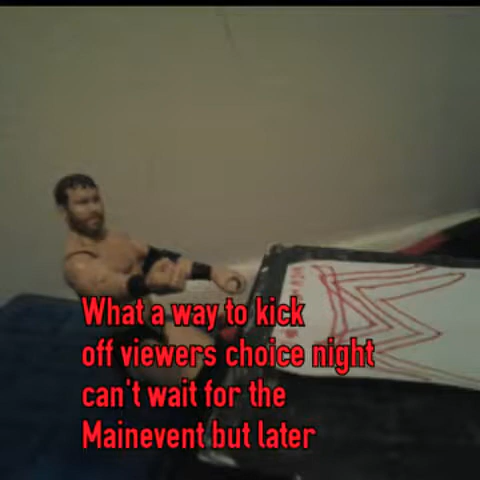 What a way to kick
off viewers choice night
can't wait for the
Mainevent but later